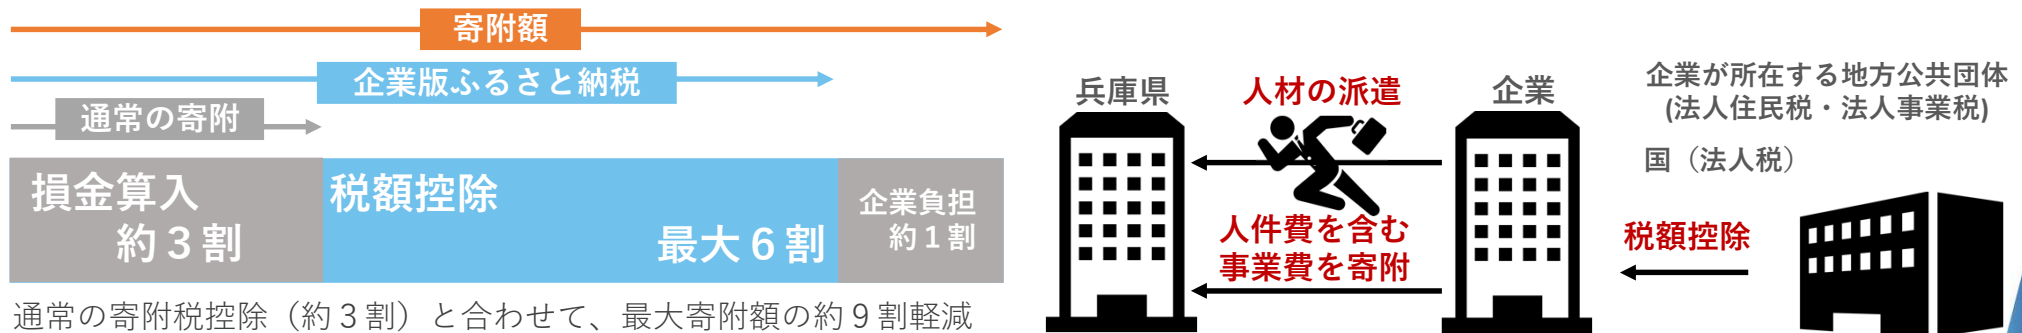 寄附額
企業版ふるさと納税
通常の寄附
損金算入
約3割
税額控除
最大6割
企業負担
約1割
通常の寄附税控除（約3割）と合わせて、最大寄附額の約9割軽減
兵庫県
人材の派遣
企業
人件費を含む
事業費を寄附
企業が所在する地方公共団体
(法人住民税・法人事業税)
国（法人税）
税額控除